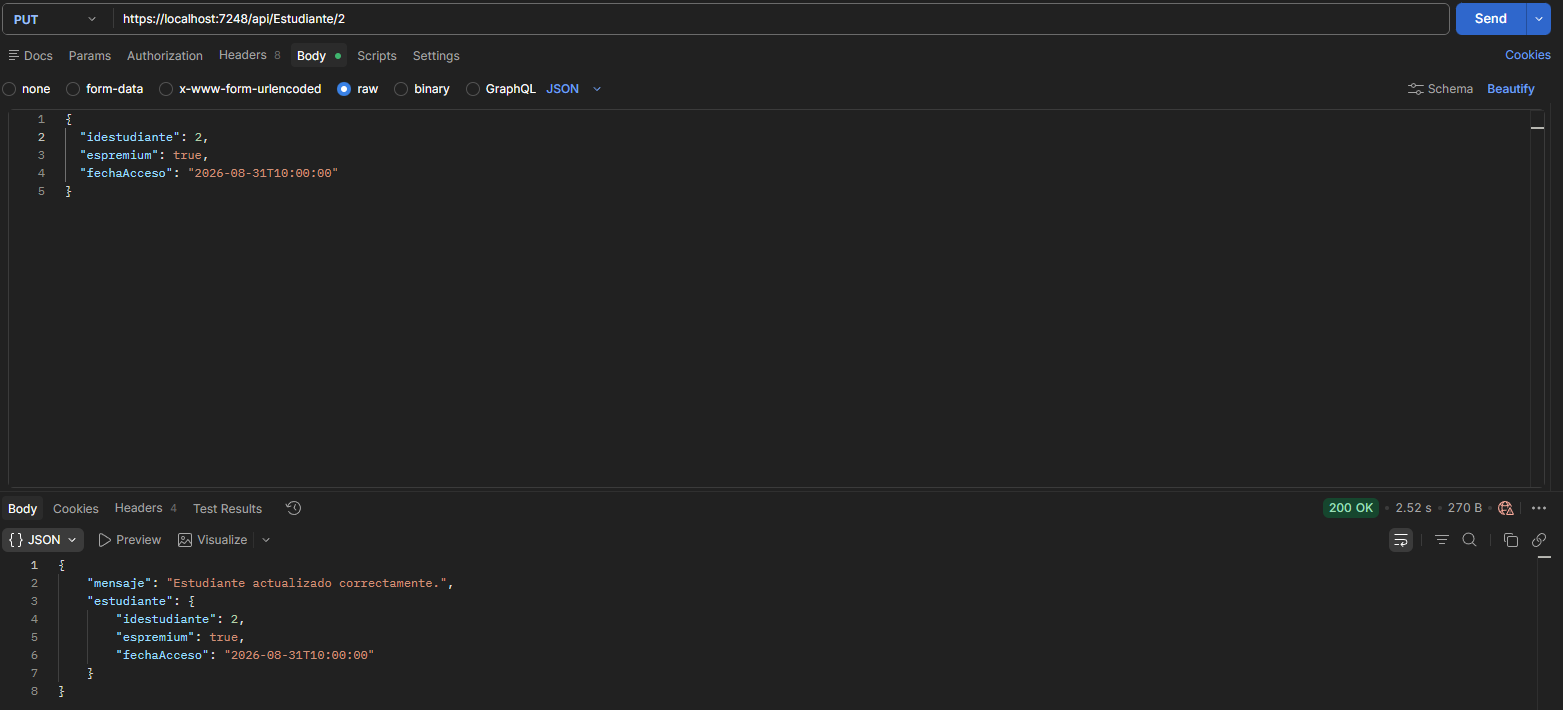 PUT https://localhost:7248/api/Estudiante/2 Send
Docs Params Authorization Headers 8 Body Scripts Settings Cookies
none form-data x-www-form-urlencoded raw binary GraphQL JSON Schema Beautify
1 {
2 "idestudiante": 2,
3 "espremium": true,
4 "fechaAcceso": "2026-08-31T10:00:00"
5 }
Body Cookies Headers 4 Test Results 200 OK • 2.52 s • 270 B •
{} JSON Preview Visualize
1 {
2 "mensaje": "Estudiante actualizado correctamente.",
3 "estudiante": {
4 "idestudiante": 2,
5 "espremium": true,
6 "fechaAcceso": "2026-08-31T10:00:00"
7 }
8 }